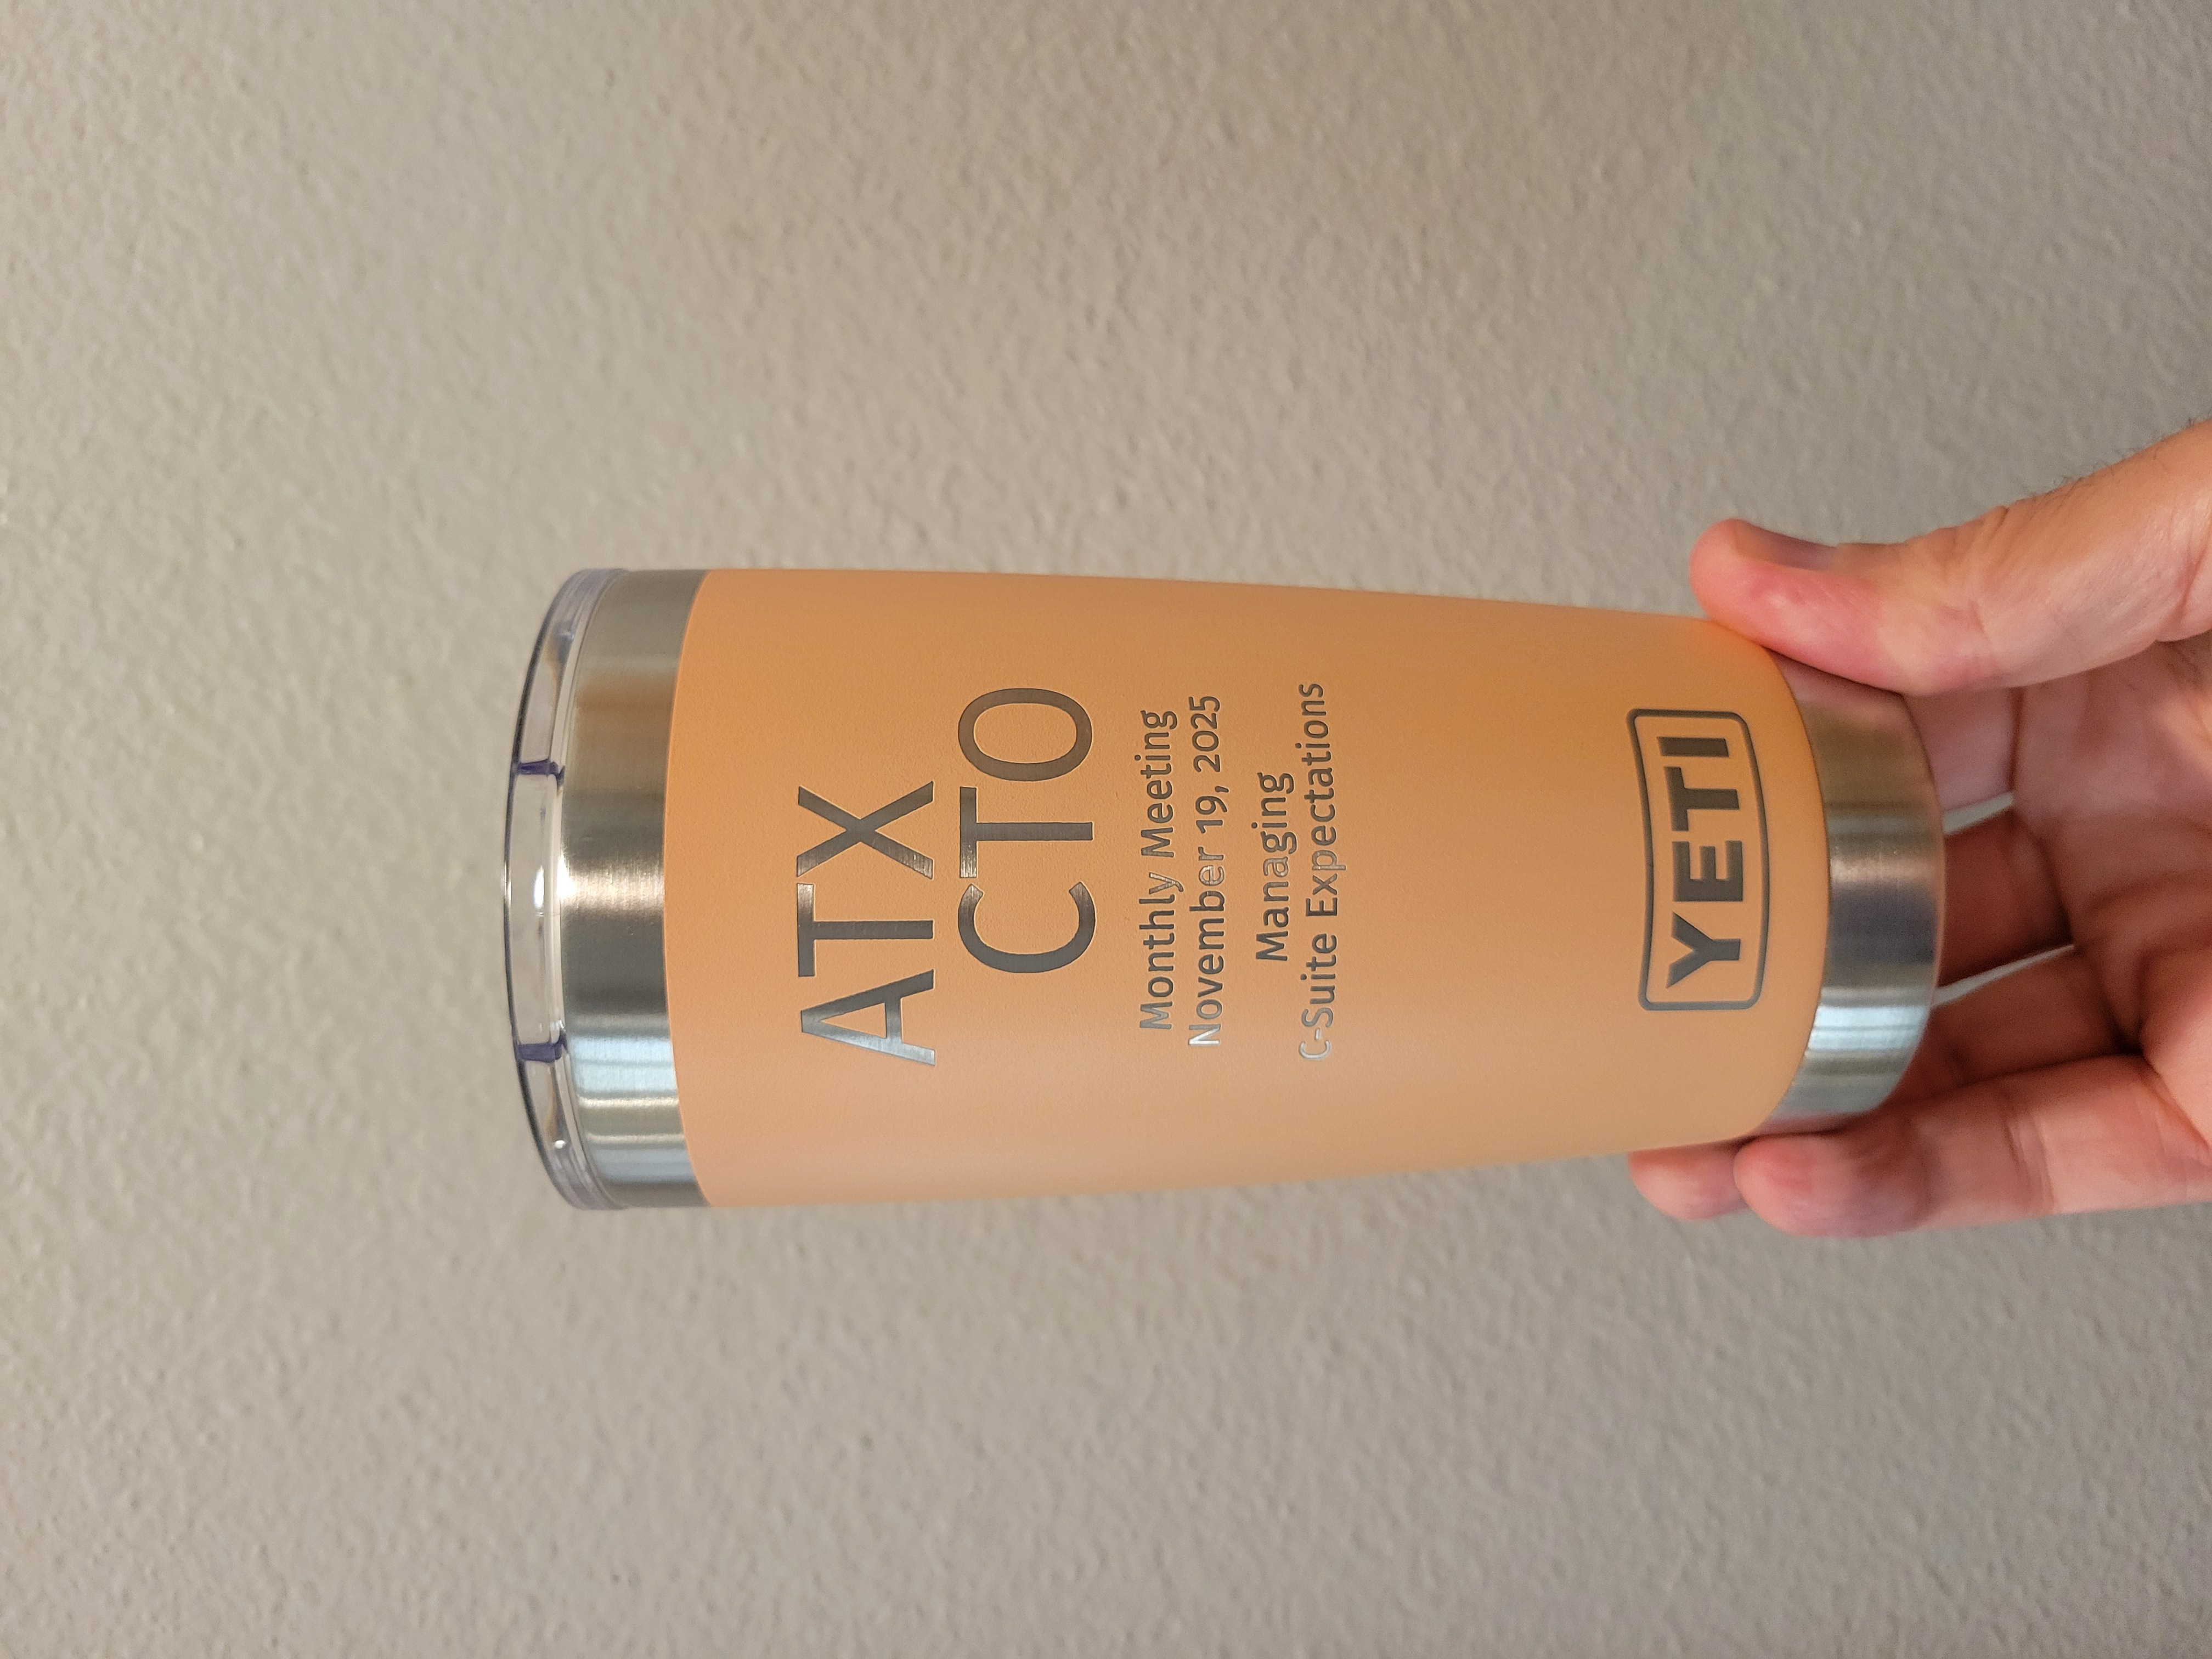 ATX
CTO
Monthly Meeting
November 19, 2025
Managing
C-Suite Expectations
YETI